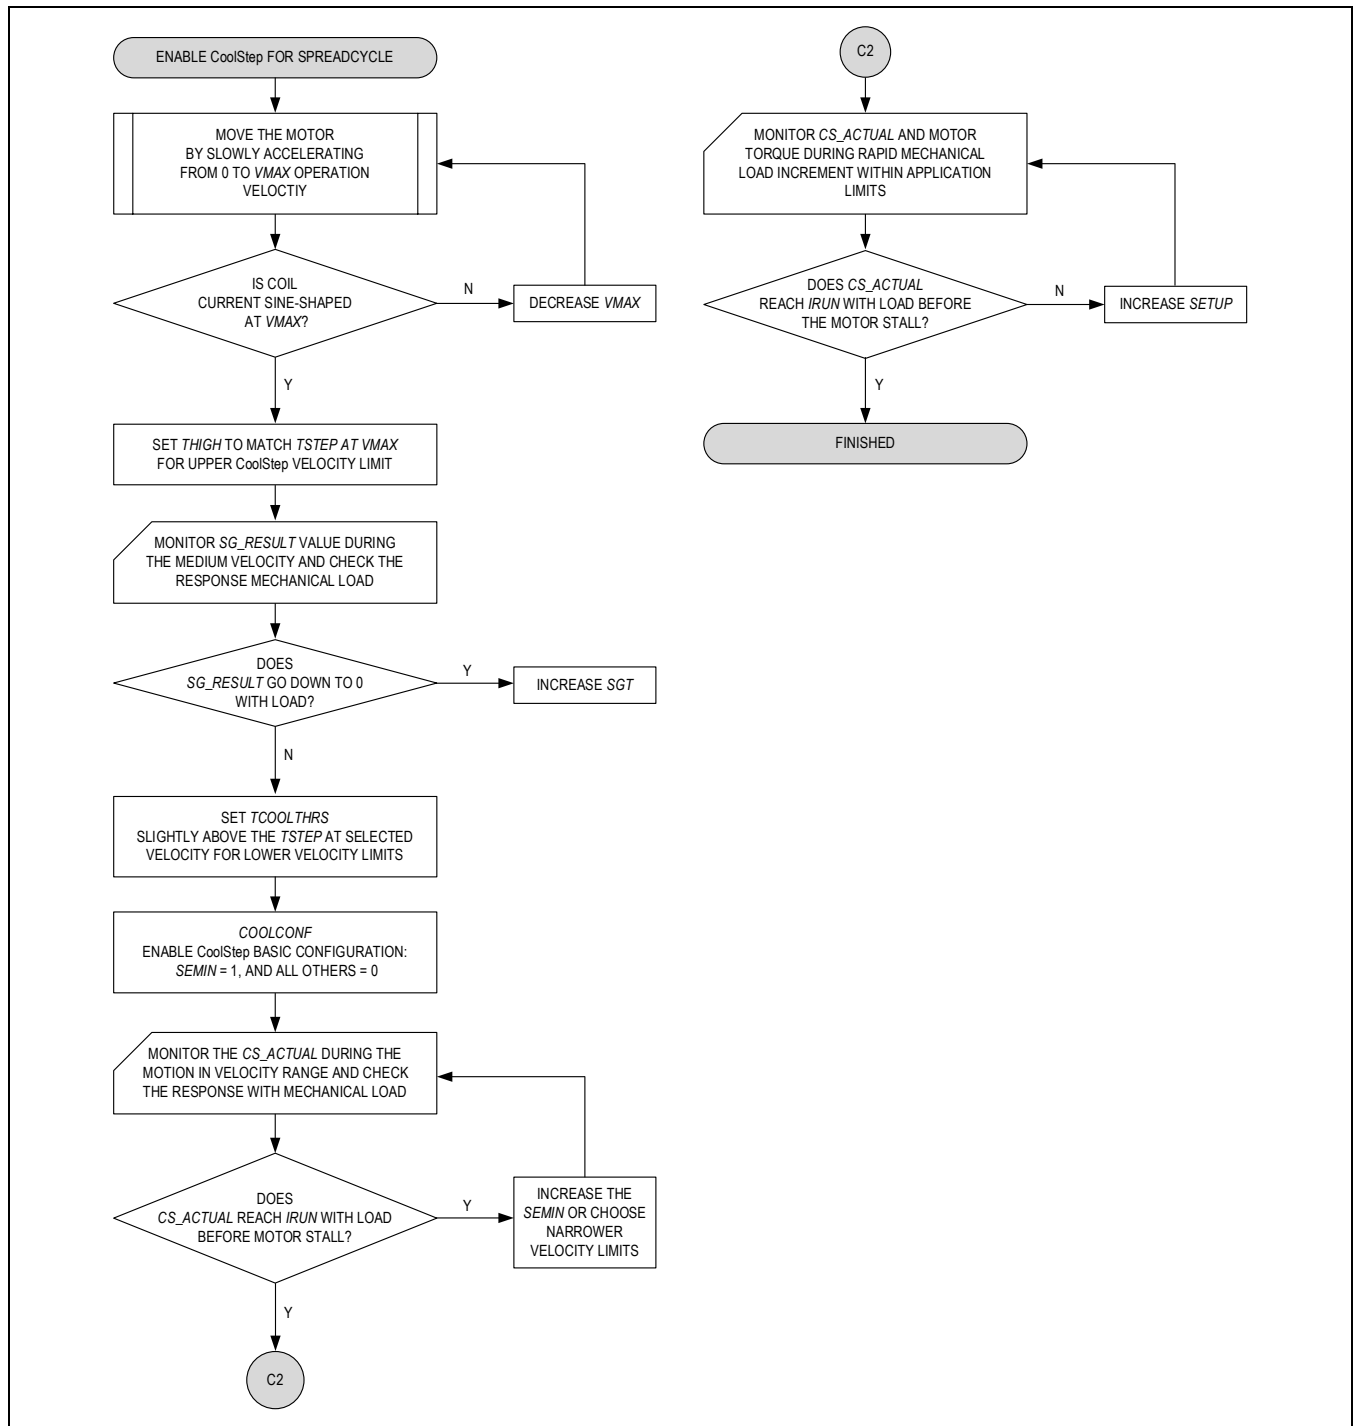 ENABLE CoolStep FOR SPREADCYCLE
MOVE THE MOTOR
BY SLOWLY ACCELERATING
FROM 0 TO VMAX OPERATION
VELOCTIY
IS COIL
CURRENT SINE-SHAPED
AT VMAX?
N
DECREASE VMAX
Y
SET THIGH TO MATCH TSTEP AT VMAX
FOR UPPER CoolStep VELOCITY LIMIT
MONITOR SG_RESULT VALUE DURING
THE MEDIUM VELOCITY AND CHECK THE
RESPONSE MECHANICAL LOAD
DOES
SG_RESULT GO DOWN TO 0
WITH LOAD?
Y
INCREASE SGT
N
SET TCOOLTHRS
SLIGHTLY ABOVE THE TSTEP AT SELECTED
VELOCITY FOR LOWER VELOCITY LIMITS
COOLCONF
ENABLE CoolStep BASIC CONFIGURATION:
SEMIN = 1, AND ALL OTHERS = 0
MONITOR THE CS_ACTUAL DURING THE
MOTION IN VELOCITY RANGE AND CHECK
THE RESPONSE WITH MECHANICAL LOAD
DOES
CS_ACTUAL REACH IRUN WITH LOAD
BEFORE MOTOR STALL?
Y
INCREASE THE
SEMIN OR CHOOSE
NARROWER
VELOCITY LIMITS
Y
C2
C2
MONITOR CS_ACTUAL AND MOTOR
TORQUE DURING RAPID MECHANICAL
LOAD INCREMENT WITHIN APPLICATION
LIMITS
DOES CS_ACTUAL
REACH IRUN WITH LOAD BEFORE
THE MOTOR STALL?
N
INCREASE SETUP
Y
FINISHED